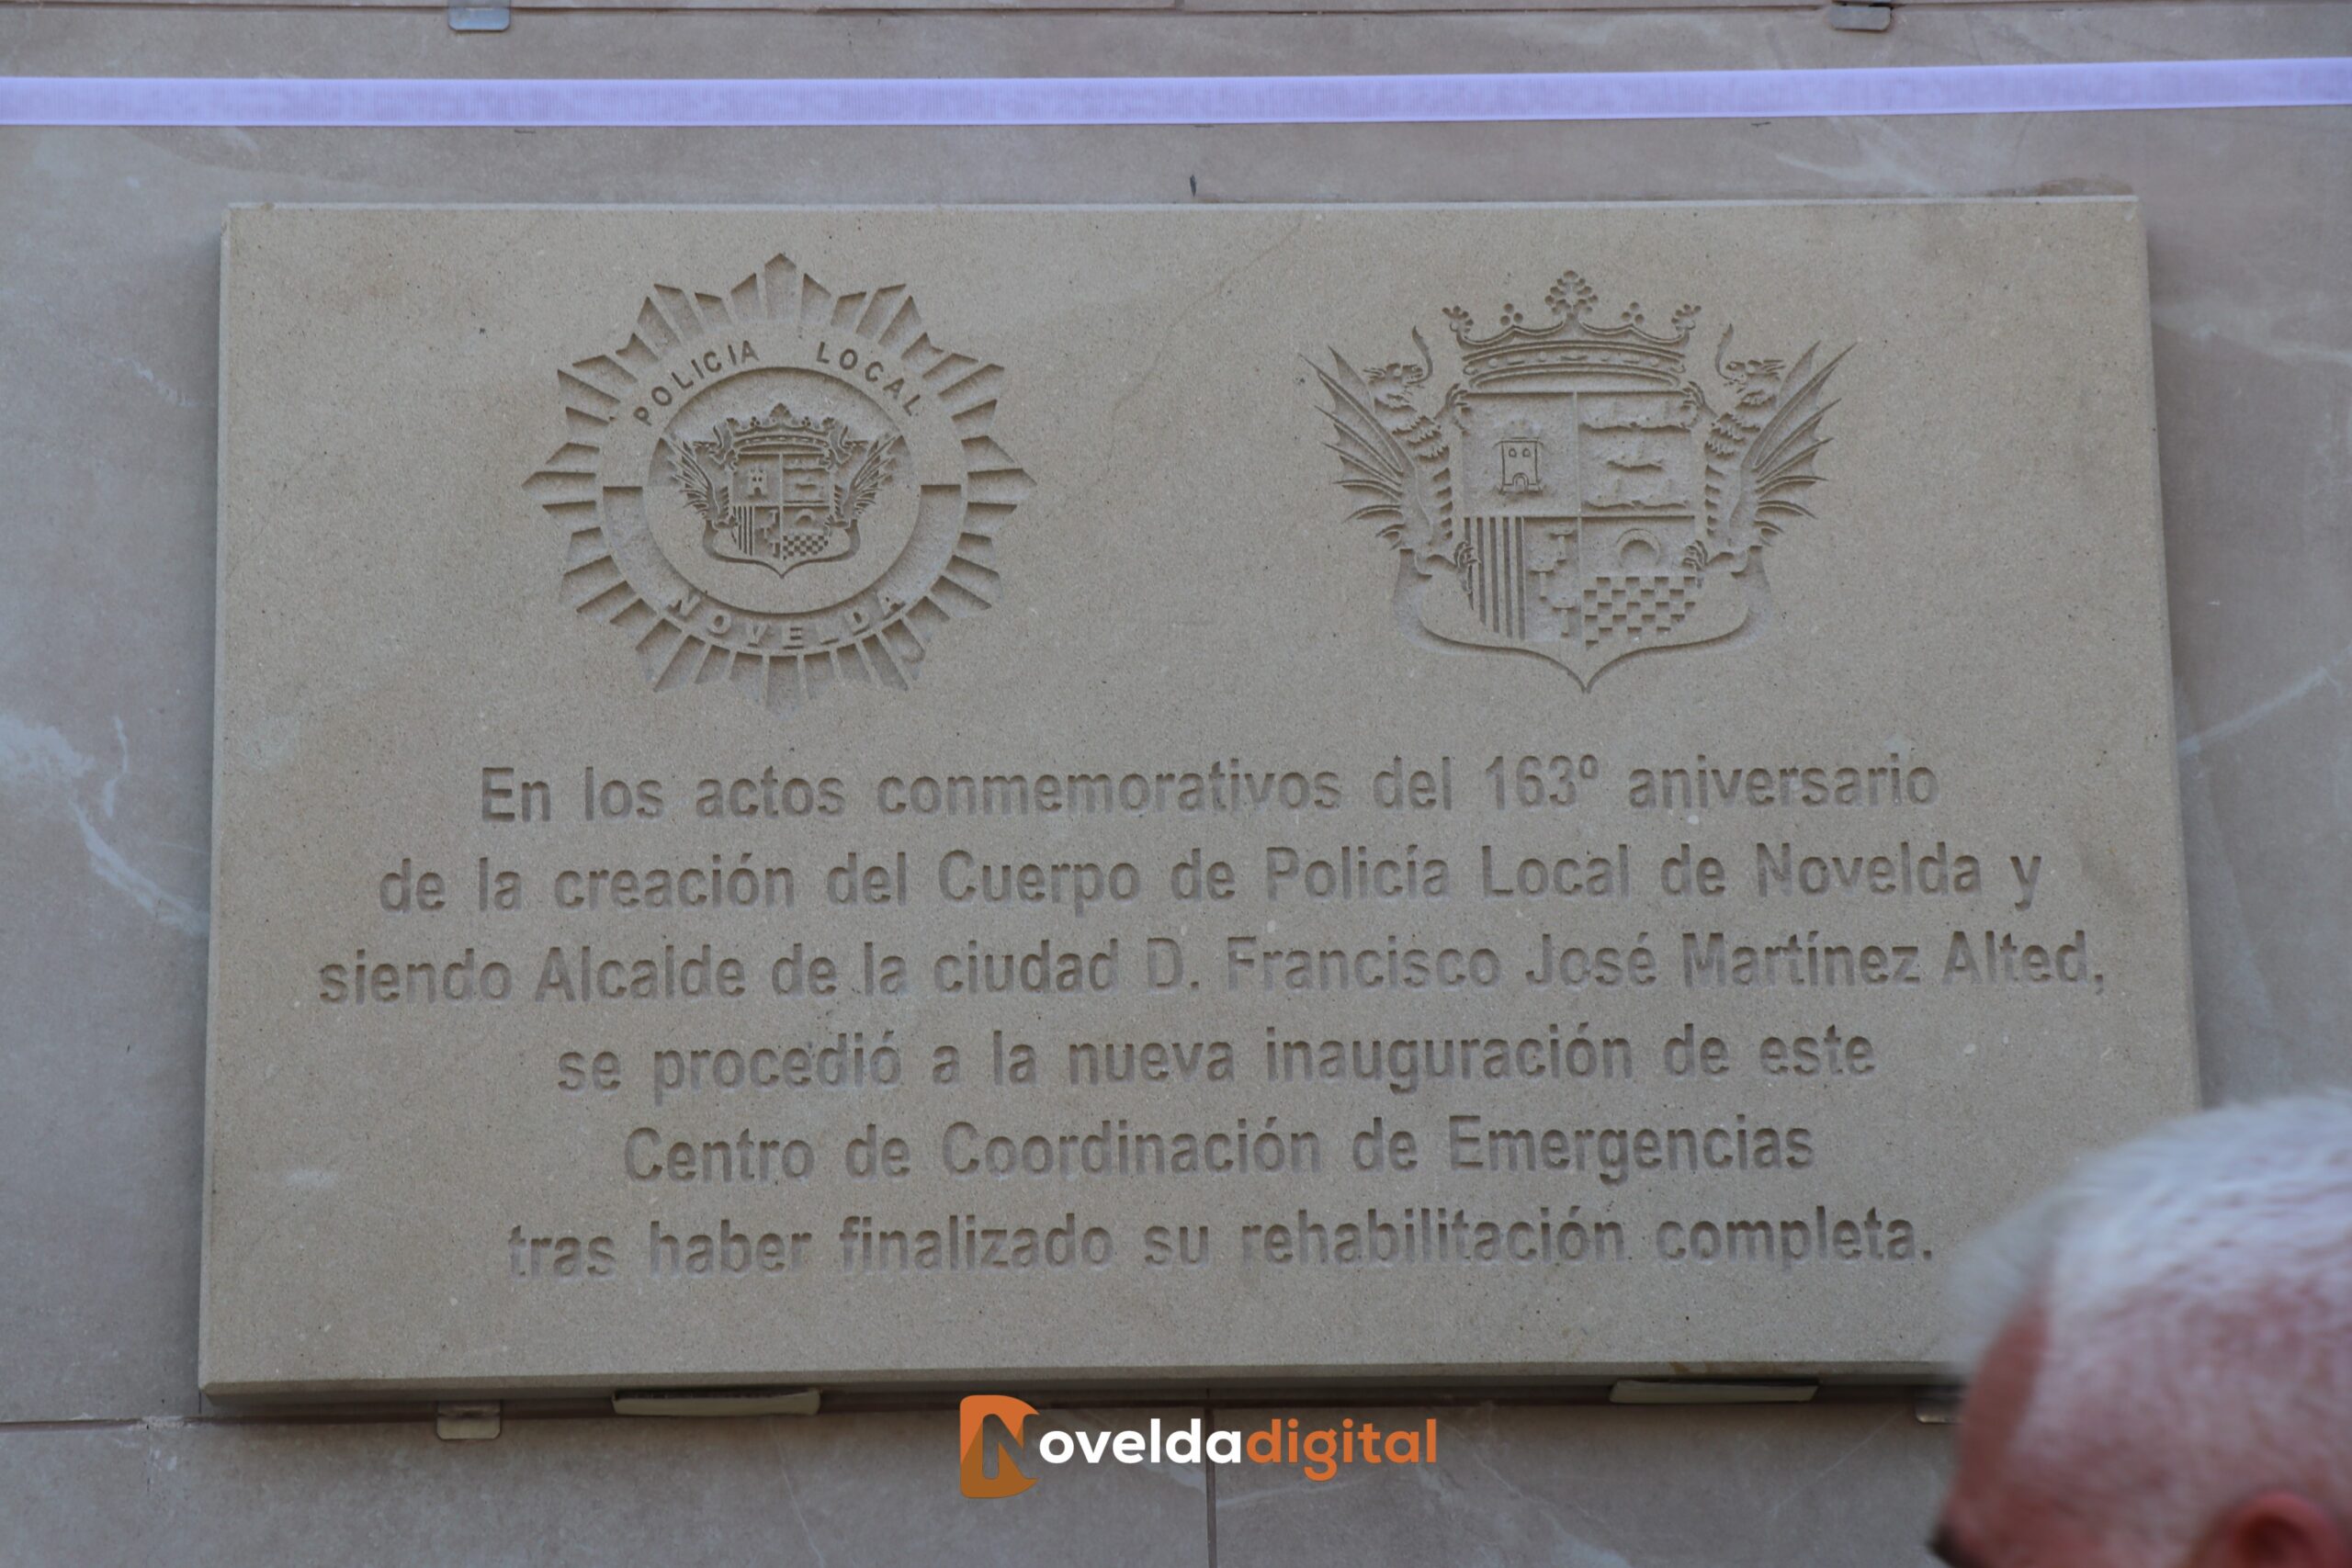 POLICIA LOCAL
NOVELDA
En los actos conmemorativos del 163º aniversario
de la creación del Cuerpo de Policía Local de Novelda y
siendo Alcalde de la ciudad D. Francisco José Martínez Alted,
se procedió a la nueva inauguración de este
Centro de Coordinación de Emergencias
tras haber finalizado su rehabilitación completa.
Noveldadigital